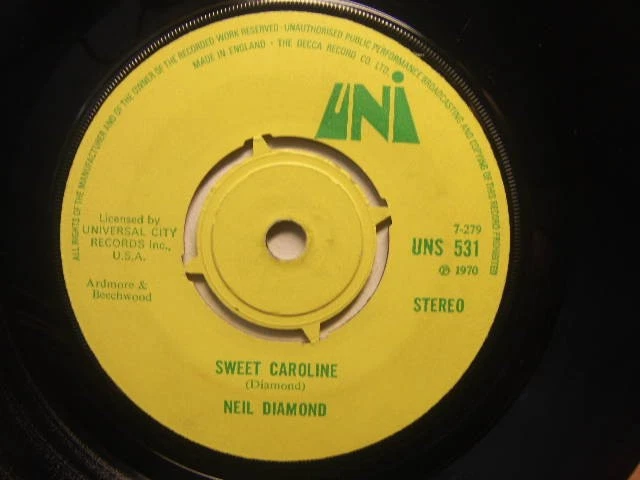 ALL RIGHTS OF THE MANUFACTURER AND OF THE OWNER OF THE RECORDED WORK RESERVED · UNAUTHORISED PUBLIC PERFORMANCE BROADCASTING AND COPYING OF THIS RECORD PROHIBITED
MADE IN ENGLAND · THE DECCA RECORD CO. LTD.
UNI
Licensed by
UNIVERSAL CITY
RECORDS Inc.,
U.S.A.
Ardmore &
Beechwood
7-279
UNS 531
℗ 1970
STEREO
SWEET CAROLINE
(Diamond)
NEIL DIAMOND